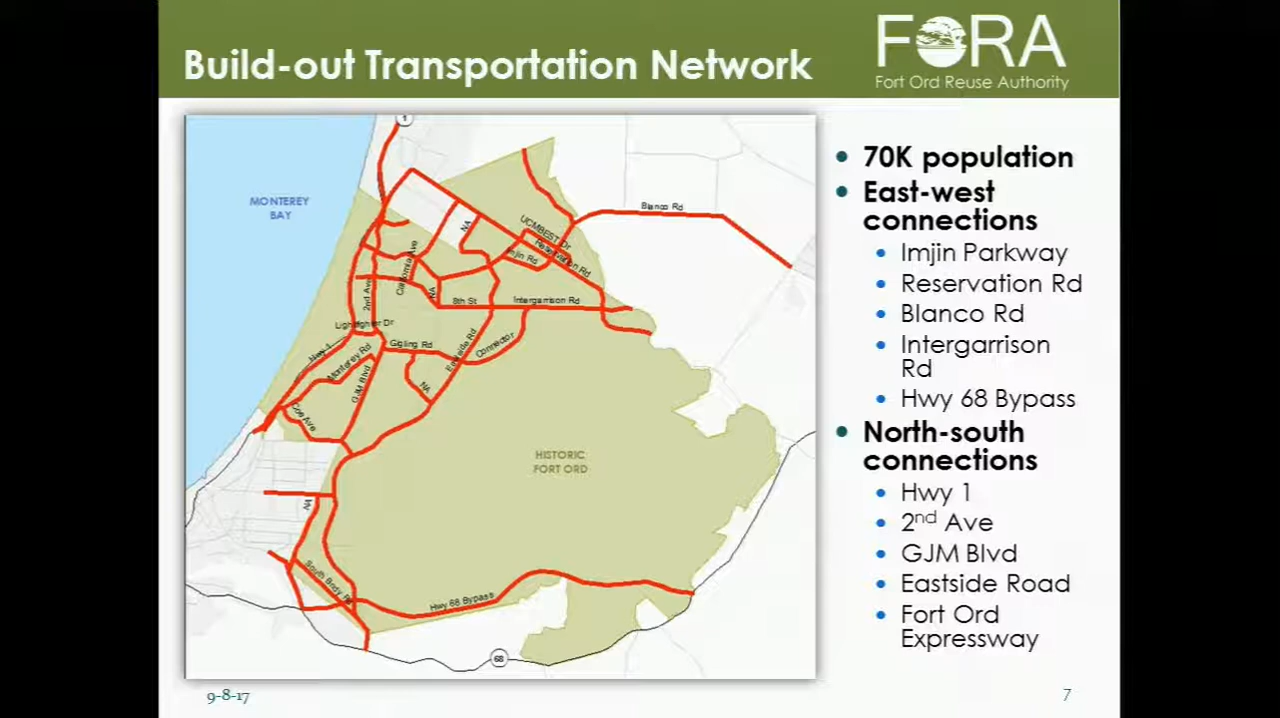 Build-out Transportation Network
FORA
Fort Ord Reuse Authority
1
MONTEREY
BAY
Blanco Rd
UCMBEST Dr
NA
Reservation Rd
Imjin Rd
California Ave
NA
2nd Ave
8th St
Intergarrison Rd
Lightfighter Dr
Hwy 1
Gigling Rd
Eastside Rd
Connector
Monterey Rd
GJM Blvd
NA
Coe Ave
HISTORIC
FORT ORD
NA
South Body Rd
Hwy 68 Bypass
68
• 70K population
• East-west
connections
• Imjin Parkway
• Reservation Rd
• Blanco Rd
• Intergarrison
Rd
• Hwy 68 Bypass
• North-south
connections
• Hwy 1
• 2nd Ave
• GJM Blvd
• Eastside Road
• Fort Ord
Expressway
9-8-17
7